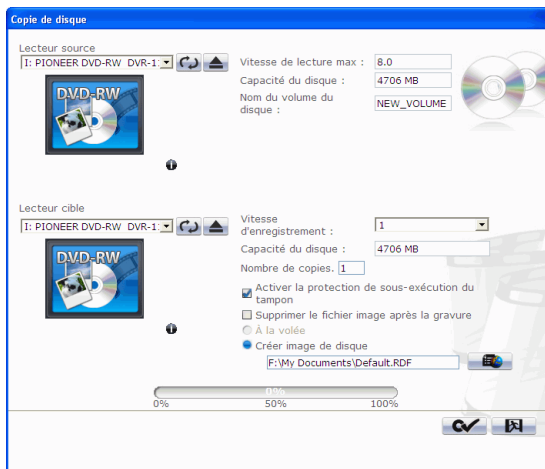 Copie de disque
Lecteur source
I: PIONEER DVD-RW DVR-1
Vitesse de lecture max : 8.0
Capacité du disque : 4706 MB
Nom du volume du
disque : NEW_VOLUME
DVD-RW
Lecteur cible
I: PIONEER DVD-RW DVR-1
Vitesse
d'enregistrement : 1
Capacité du disque : 4706 MB
Nombre de copies. 1
DVD-RW
Activer la protection de sous-exécution du
tampon
Supprimer le fichier image après la gravure
À la volée
Créer image de disque
F:\My Documents\Default.RDF
0%
0% 50% 100%